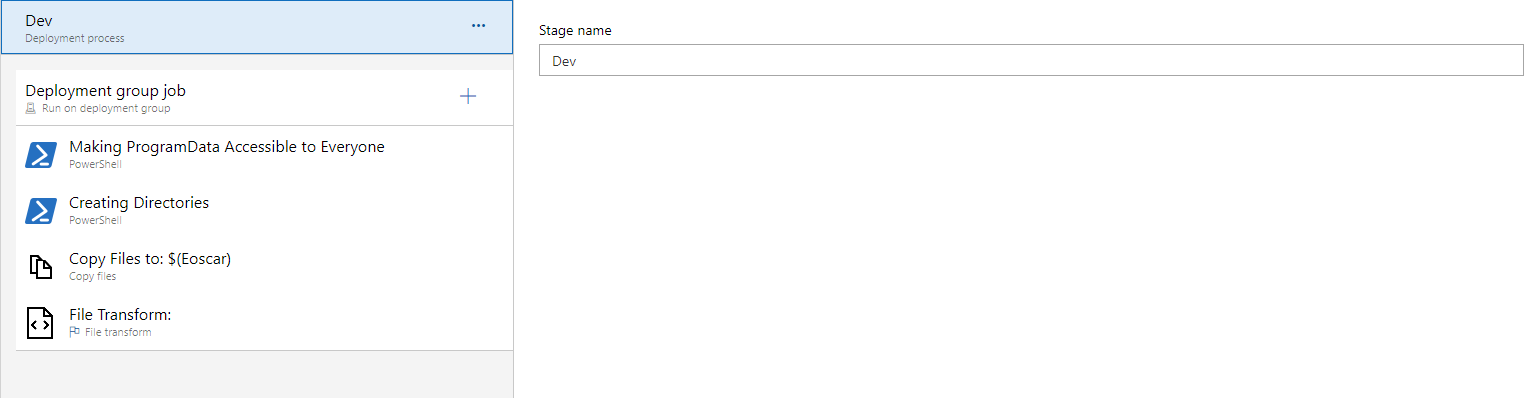 Dev
Deployment process
Deployment group job
Run on deployment group
Making ProgramData Accessible to Everyone
PowerShell
Creating Directories
PowerShell
Copy Files to: $(Eoscar)
Copy files
File Transform:
File transform
Stage name
Dev